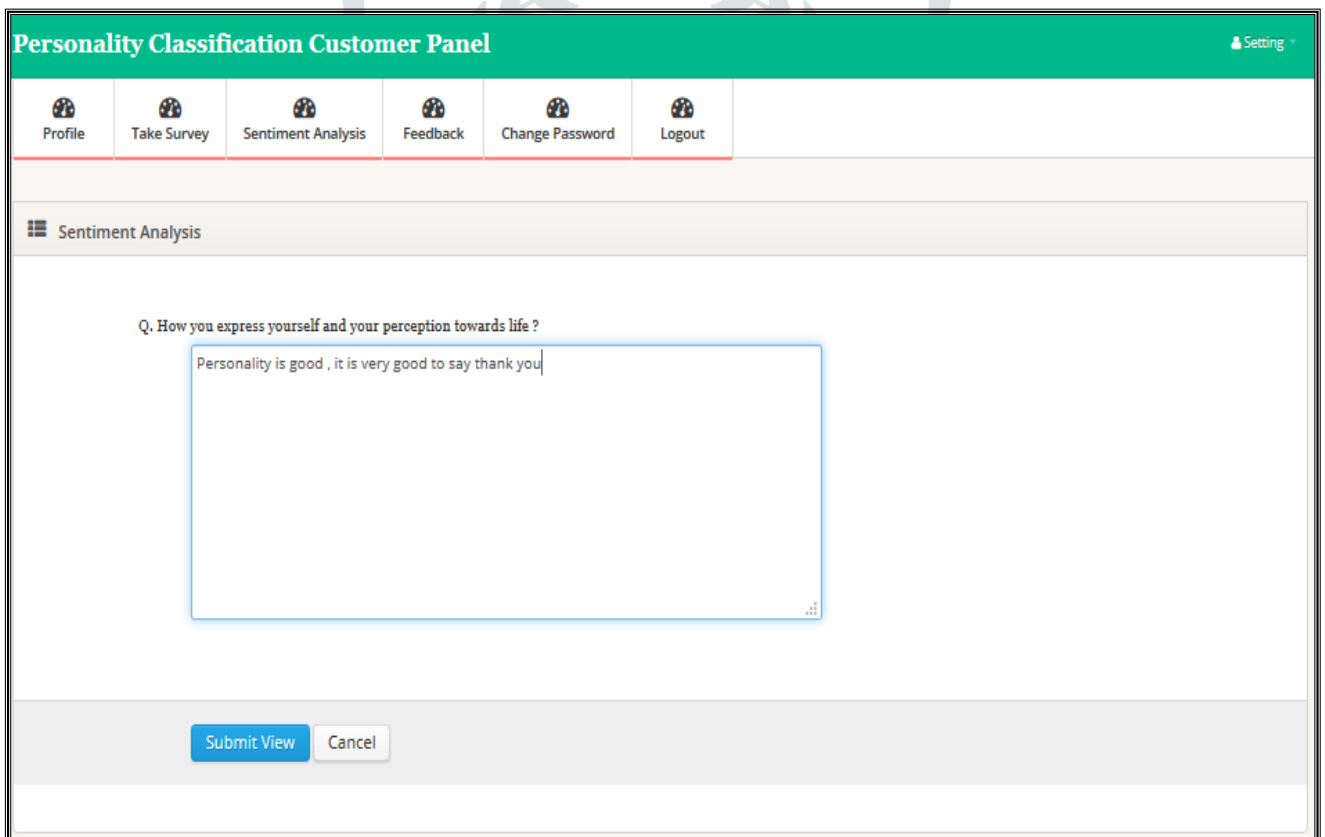 Personality Classification Customer Panel
Setting
Profile
Take Survey
Sentiment Analysis
Feedback
Change Password
Logout
Sentiment Analysis
Q. How you express yourself and your perception towards life ?
Personality is good , it is very good to say thank you
Submit View
Cancel